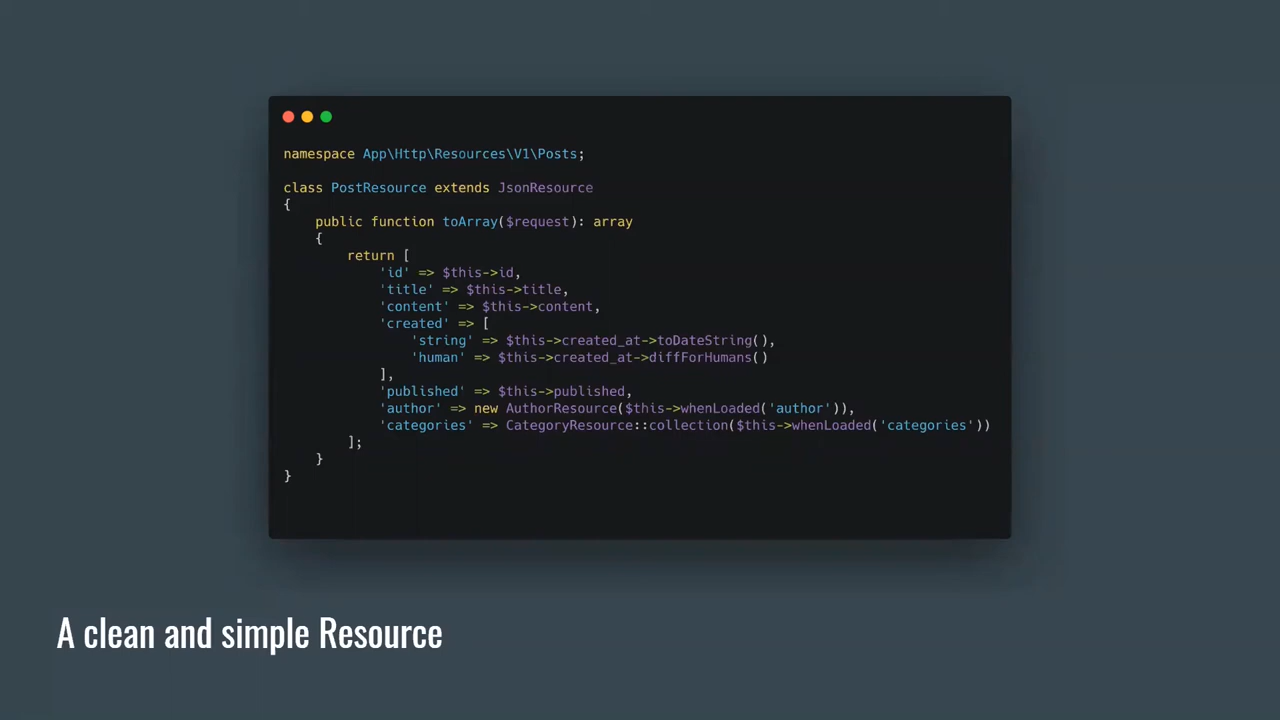 namespace App\Http\Resources\V1\Posts;
class PostResource extends JsonResource
{
    public function toArray($request): array
    {
        return [
            'id' => $this->id,
            'title' => $this->title,
            'content' => $this->content,
            'created' => [
                'string' => $this->created_at->toDateString(),
                'human' => $this->created_at->diffForHumans()
            ],
            'published' => $this->published,
            'author' => new AuthorResource($this->whenLoaded('author')),
            'categories' => CategoryResource::collection($this->whenLoaded('categories'))
        ];
    }
}
A clean and simple Resource